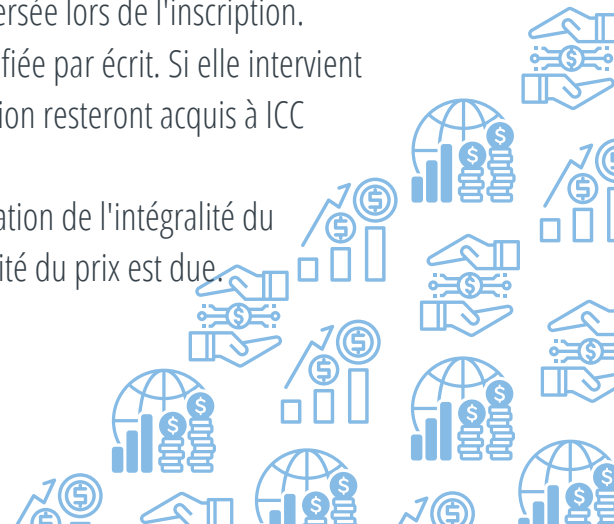 ersée lors de l'inscription.
fiée par écrit. Si elle intervient
ion resteront acquis à ICC
ation de l'intégralité du
ité du prix est due.